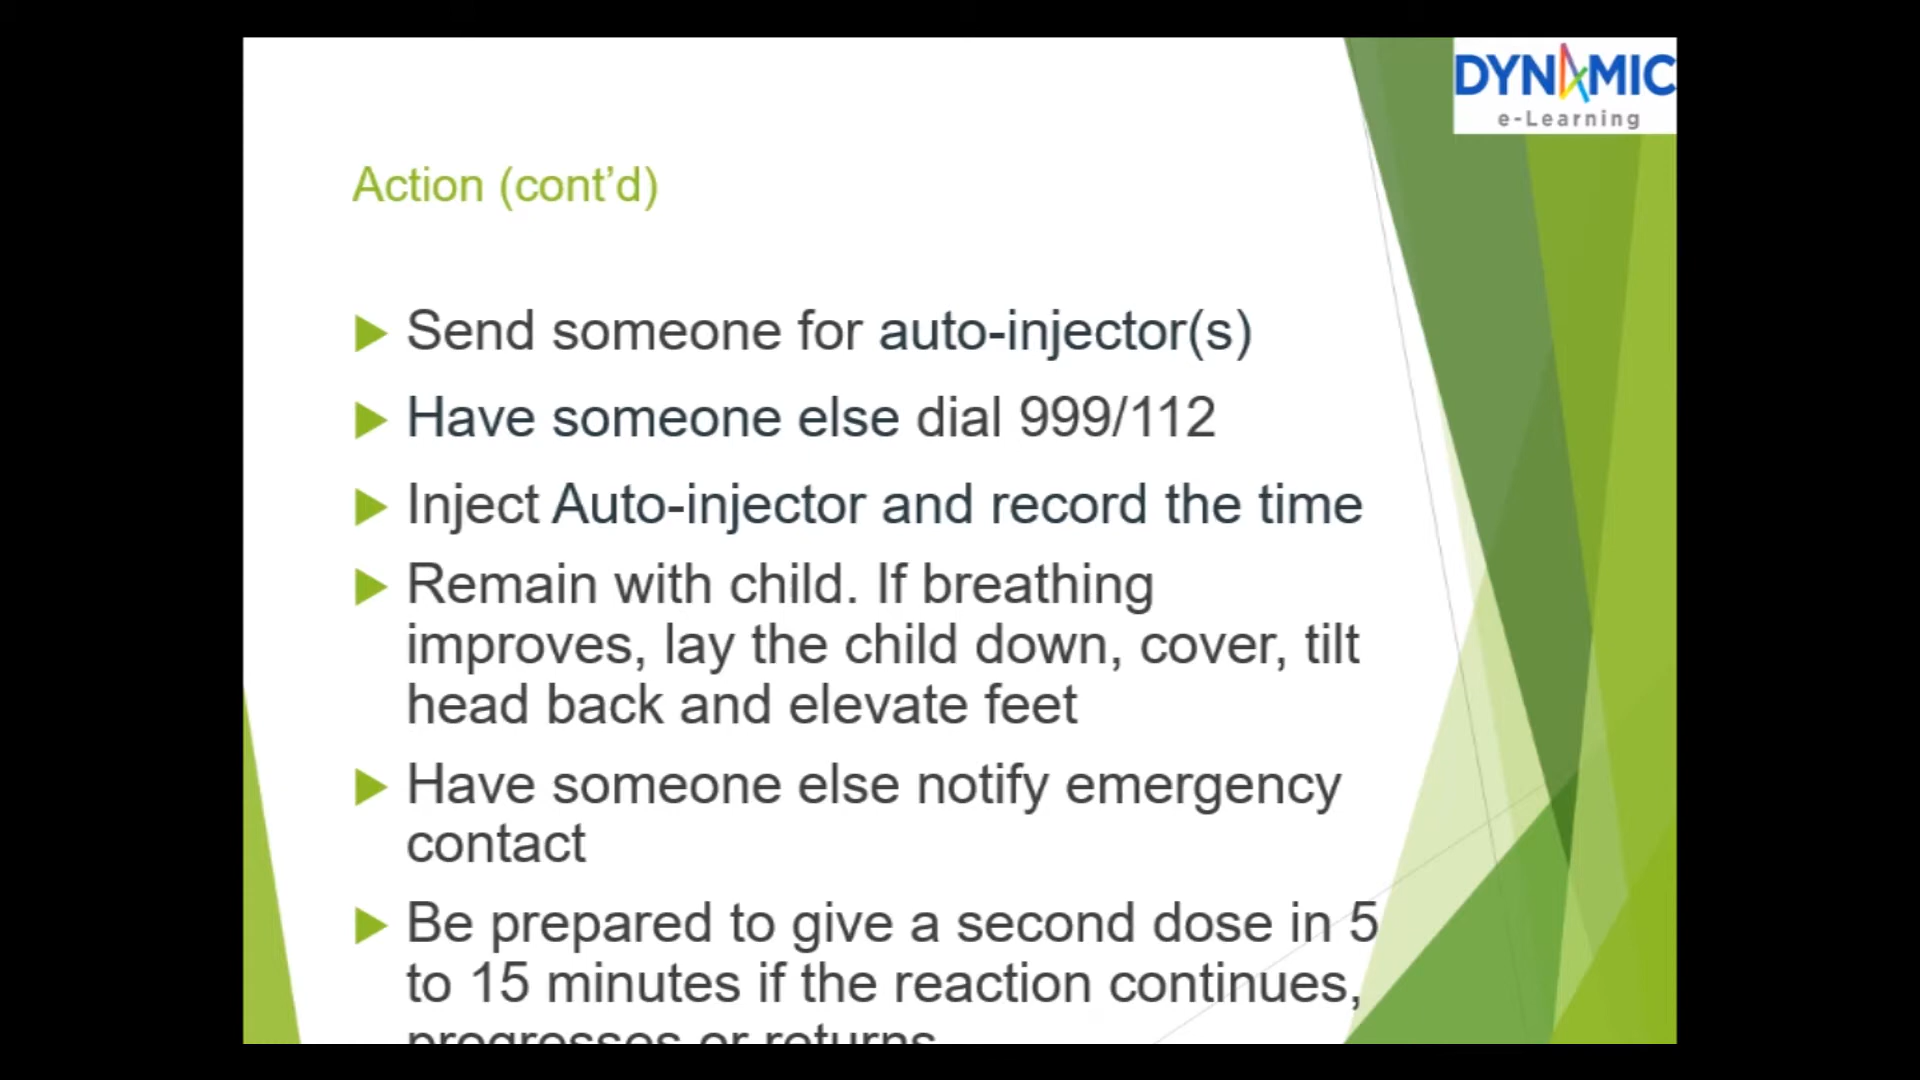 DYNAMIC
e-Learning
Action (cont’d)
Send someone for auto-injector(s)
Have someone else dial 999/112
Inject Auto-injector and record the time
Remain with child. If breathing
improves, lay the child down, cover, tilt
head back and elevate feet
Have someone else notify emergency
contact
Be prepared to give a second dose in 5
to 15 minutes if the reaction continues,
progresses or returns